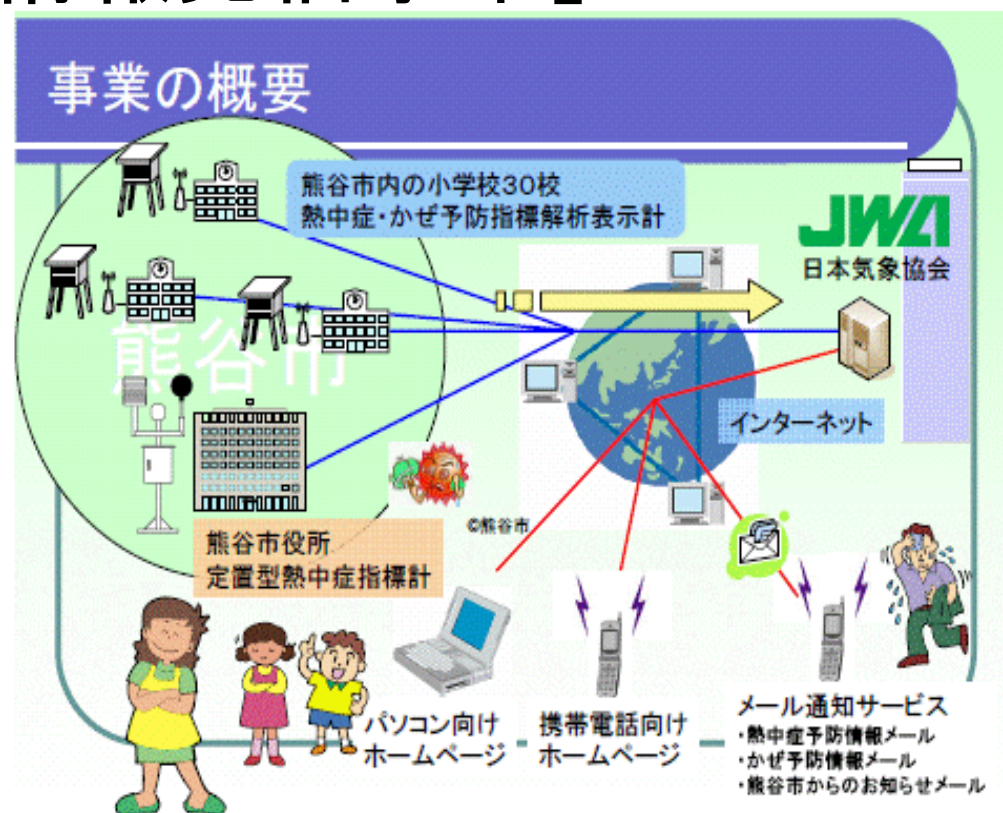 事業の概要
熊谷市内の小学校30校
熱中症・かぜ予防指標解析表示計
JWA
日本気象協会
熊谷市
インターネット
©熊谷市
熊谷市役所
定置型熱中症指標計
パソコン向け
ホームページ
携帯電話向け
ホームページ
メール通知サービス
・熱中症予防情報メール
・かぜ予防情報メール
・熊谷市からのお知らせメール